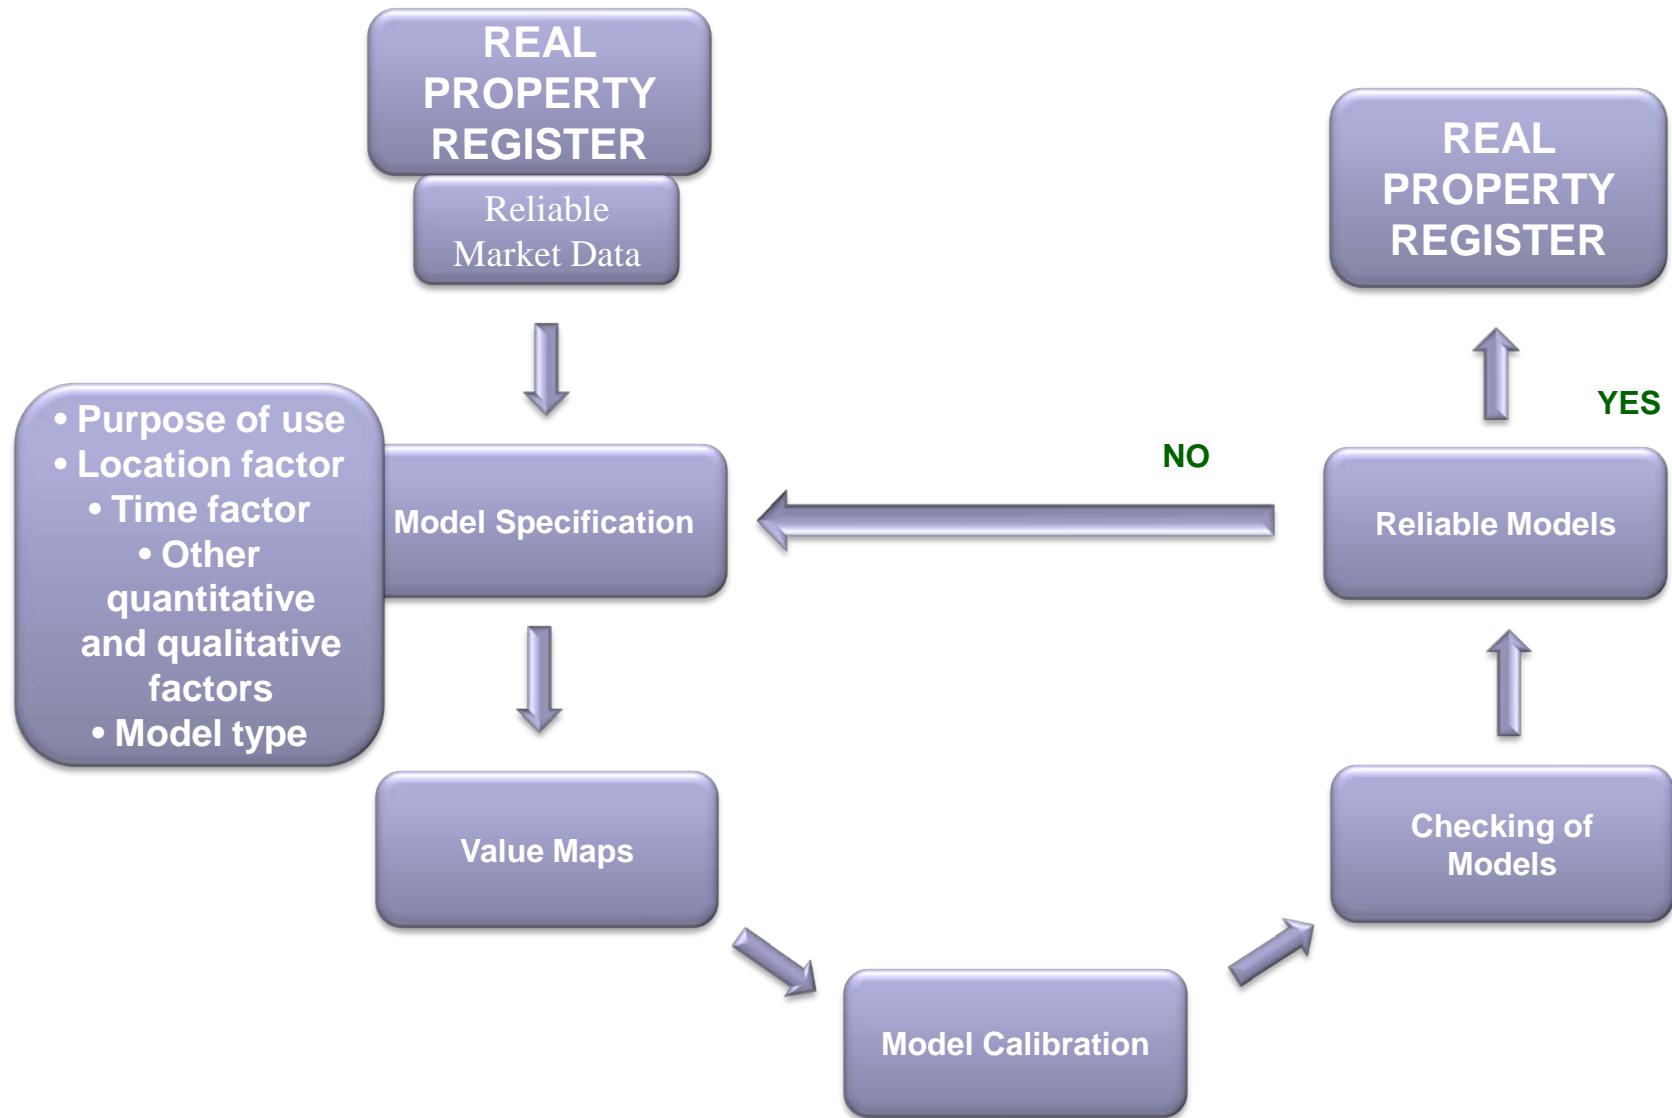 REAL
PROPERTY
REGISTER
Reliable
Market Data
• Purpose of use
• Location factor
• Time factor
• Other
quantitative
and qualitative
factors
• Model type
Model Specification
Value Maps
Model Calibration
Checking of
Models
Reliable Models
NO
YES
REAL
PROPERTY
REGISTER